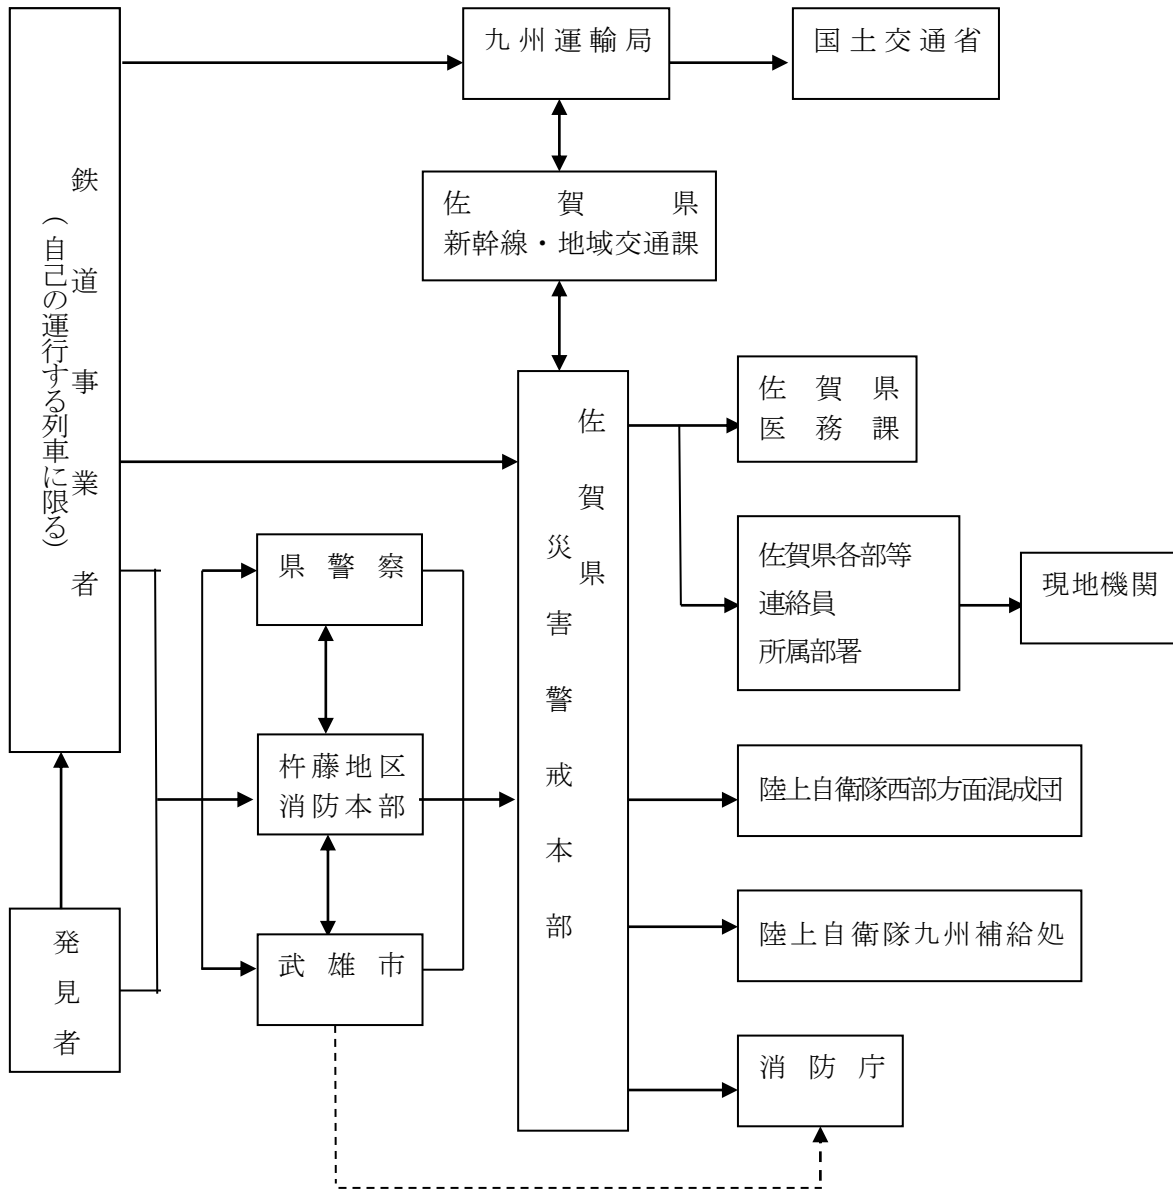 鉄道事業者
(自己の運行する列車に限る)
九州運輸局
国土交通省
佐賀県
新幹線・地域交通課
佐賀県
災害警戒本部
佐賀県
医務課
佐賀県各部等
連絡員
所属部署
現地機関
県警察
杵藤地区
消防本部
武雄市
発見者
陸上自衛隊西部方面混成団
陸上自衛隊九州補給処
消防庁